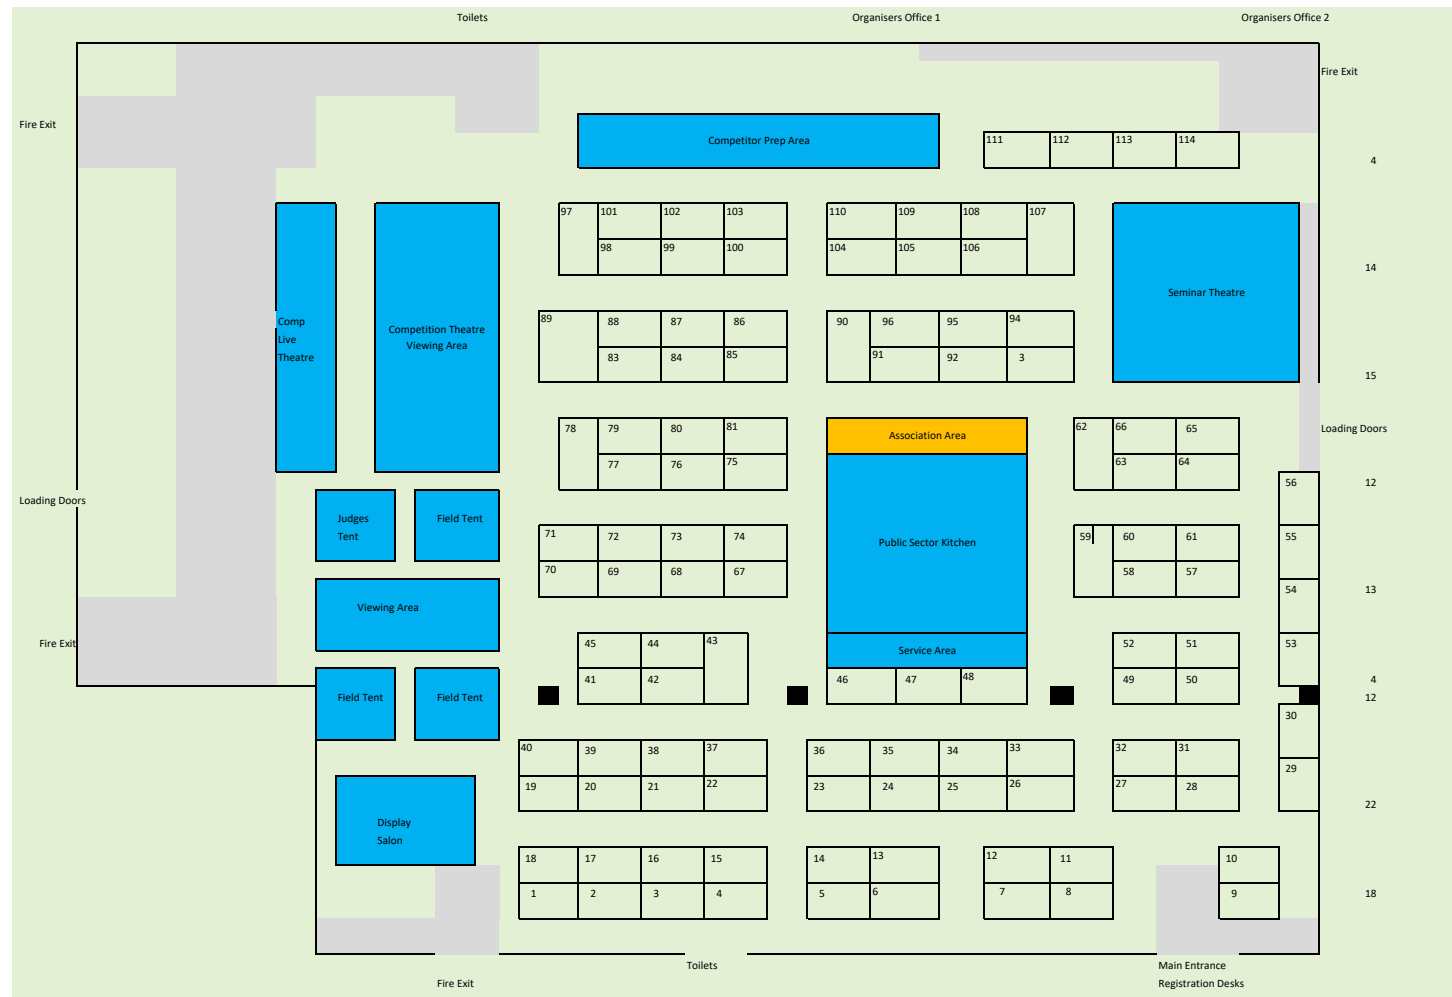 Toilets Organisers Office 1 Organisers Office 2
Fire Exit
Fire Exit
Competitor Prep Area
111 112 113 114
4
97 101 102 103 110 109 108 107
98 99 100 104 105 106
14
Seminar Theatre
Comp
Live
Theatre
Competition Theatre
Viewing Area
89 88 87 86 90 96 95 94
83 84 85 91 92 3
15
78 79 80 81 Association Area 62 66 65 Loading Doors
77 76 75 63 64
56 12
Loading Doors
Judges
Tent
Field Tent
71 72 73 74 Public Sector Kitchen 59 60 61 55
70 69 68 67 58 57
54 13
Viewing Area
Fire Exit
45 44 43 Service Area 52 51 53
41 42 46 47 48 49 50 4
Field Tent Field Tent
12
30
40 39 38 37 36 35 34 33 32 31
19 20 21 22 23 24 25 26 27 28 29
22
Display
Salon
18 17 16 15 14 13 12 11 10
1 2 3 4 5 6 7 8 9 18
Toilets
Main Entrance
Fire Exit
Registration Desks